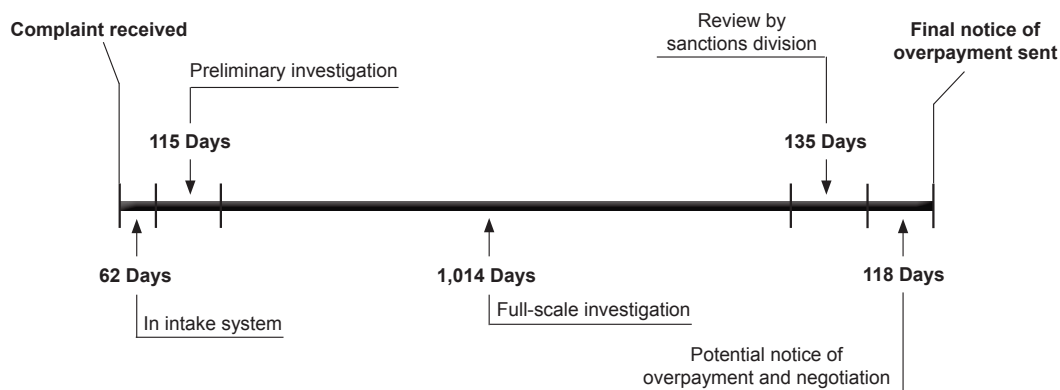 Complaint received
Preliminary investigation
115 Days
Review by
sanctions division
135 Days
Final notice of
overpayment sent
62 Days
In intake system
1,014 Days
Full-scale investigation
118 Days
Potential notice of
overpayment and negotiation